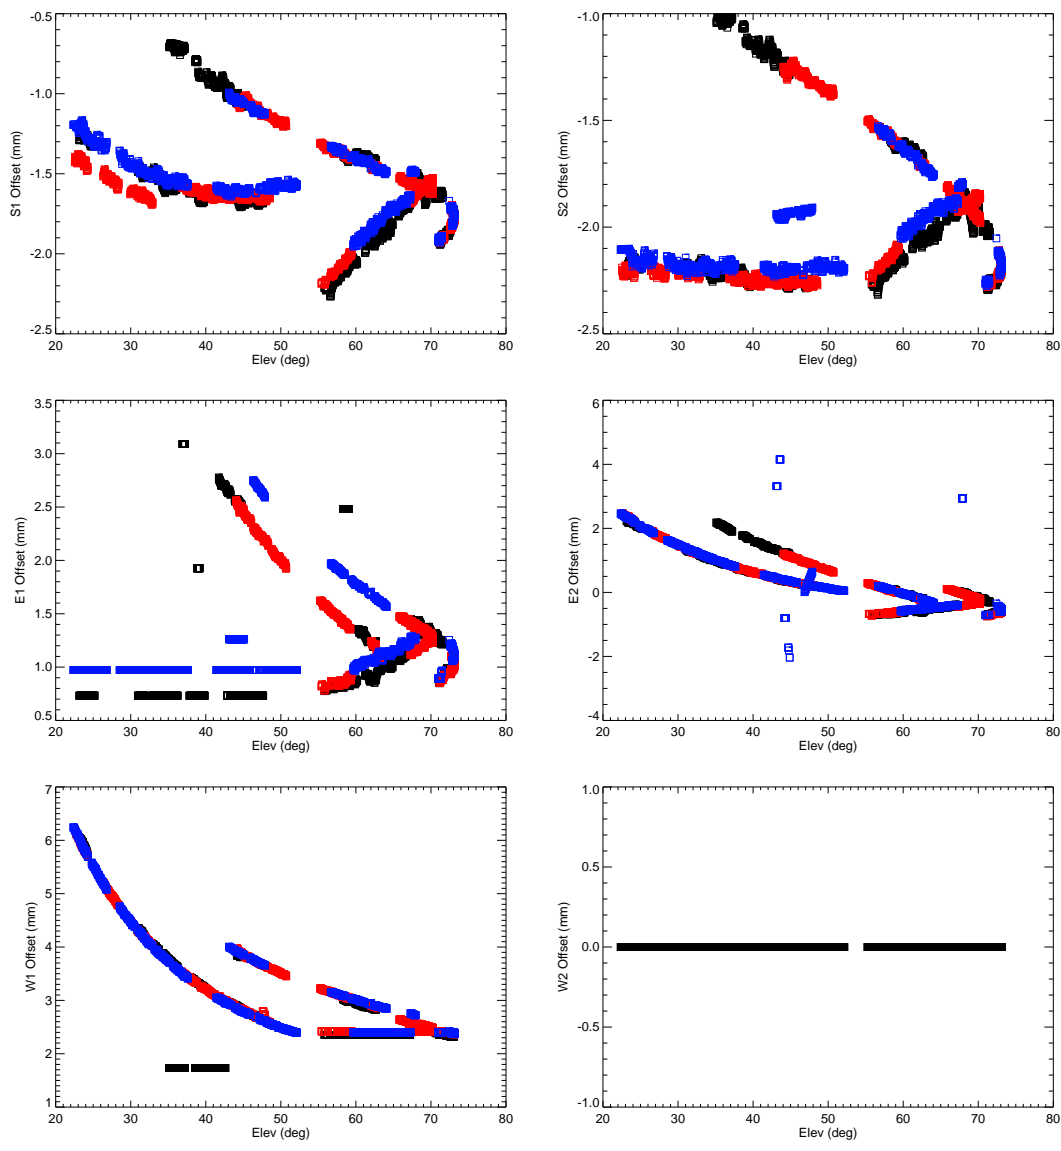 -0.5
-1.0
-1.5
-2.0
-2.5
S1 Offset (mm)
20 30 40 50 60 70 80
Elev (deg)
-1.0
-1.5
-2.0
-2.5
S2 Offset (mm)
20 30 40 50 60 70 80
Elev (deg)
3.5
3.0
2.5
2.0
1.5
1.0
0.5
E1 Offset (mm)
20 30 40 50 60 70 80
Elev (deg)
6
4
2
0
-2
-4
E2 Offset (mm)
20 30 40 50 60 70 80
Elev (deg)
7
6
5
4
3
2
1
W1 Offset (mm)
20 30 40 50 60 70 80
Elev (deg)
1.0
0.5
0.0
-0.5
-1.0
W2 Offset (mm)
20 30 40 50 60 70 80
Elev (deg)